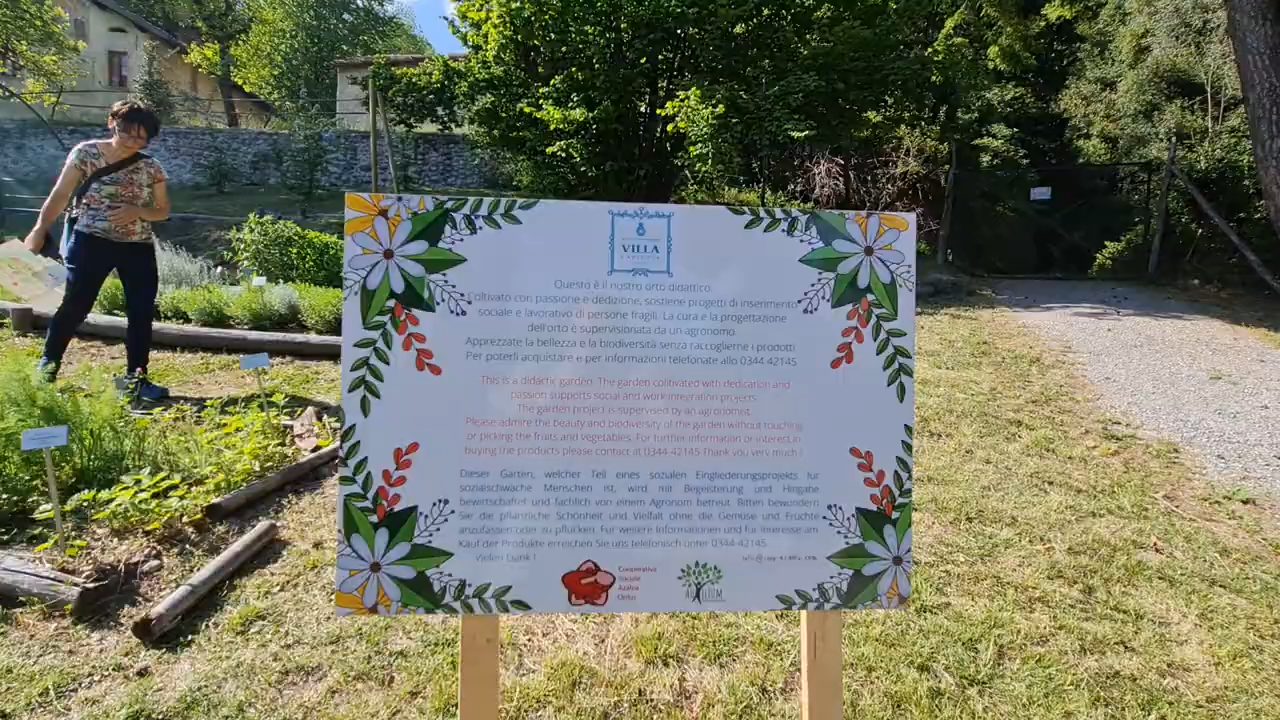 VILLA
Questo è il nostro orto didattico.
Coltivato con passione e dedizione, sostiene progetti di inserimento
sociale e lavorativo di persone fragili. La cura e la progettazione
dell'orto è supervisionata da un agronomo.
Apprezzate la bellezza e la biodiversità senza raccoglierne i prodotti
Per poterli acquistare e per informazioni telefonate allo 0344 42145
This is a didactic garden. The garden coltivated with dedication and
passion supports social and work integration projects.
The garden project is supervised by an agronomist.
Please admire the beauty and biodiversity of the garden without touching
or picking the fruits and vegetables. For further information or interest in
buying the products please contact at 0344 42145 Thank you very much !
Dieser Garten, welcher Teil eines sozialen Eingliederungsprojekts für
sozialschwache Menschen ist, wird mit Begeisterung und Hingabe
bewirtschaftet und fachlich von einem Agronom betreut. Bitten bewondern
Sie die pflanzliche Schönheit und Vielfalt ohne die Gemüse und Früchte
anzufassen oder zu pflücken. Für weitere Informationen und für Interesse am
Kauf der Produkte erreichen Sie uns telefonisch unter 0344-42145.
Vielen Dank !
Cooperativa
Sociale
Azalea
Onlus